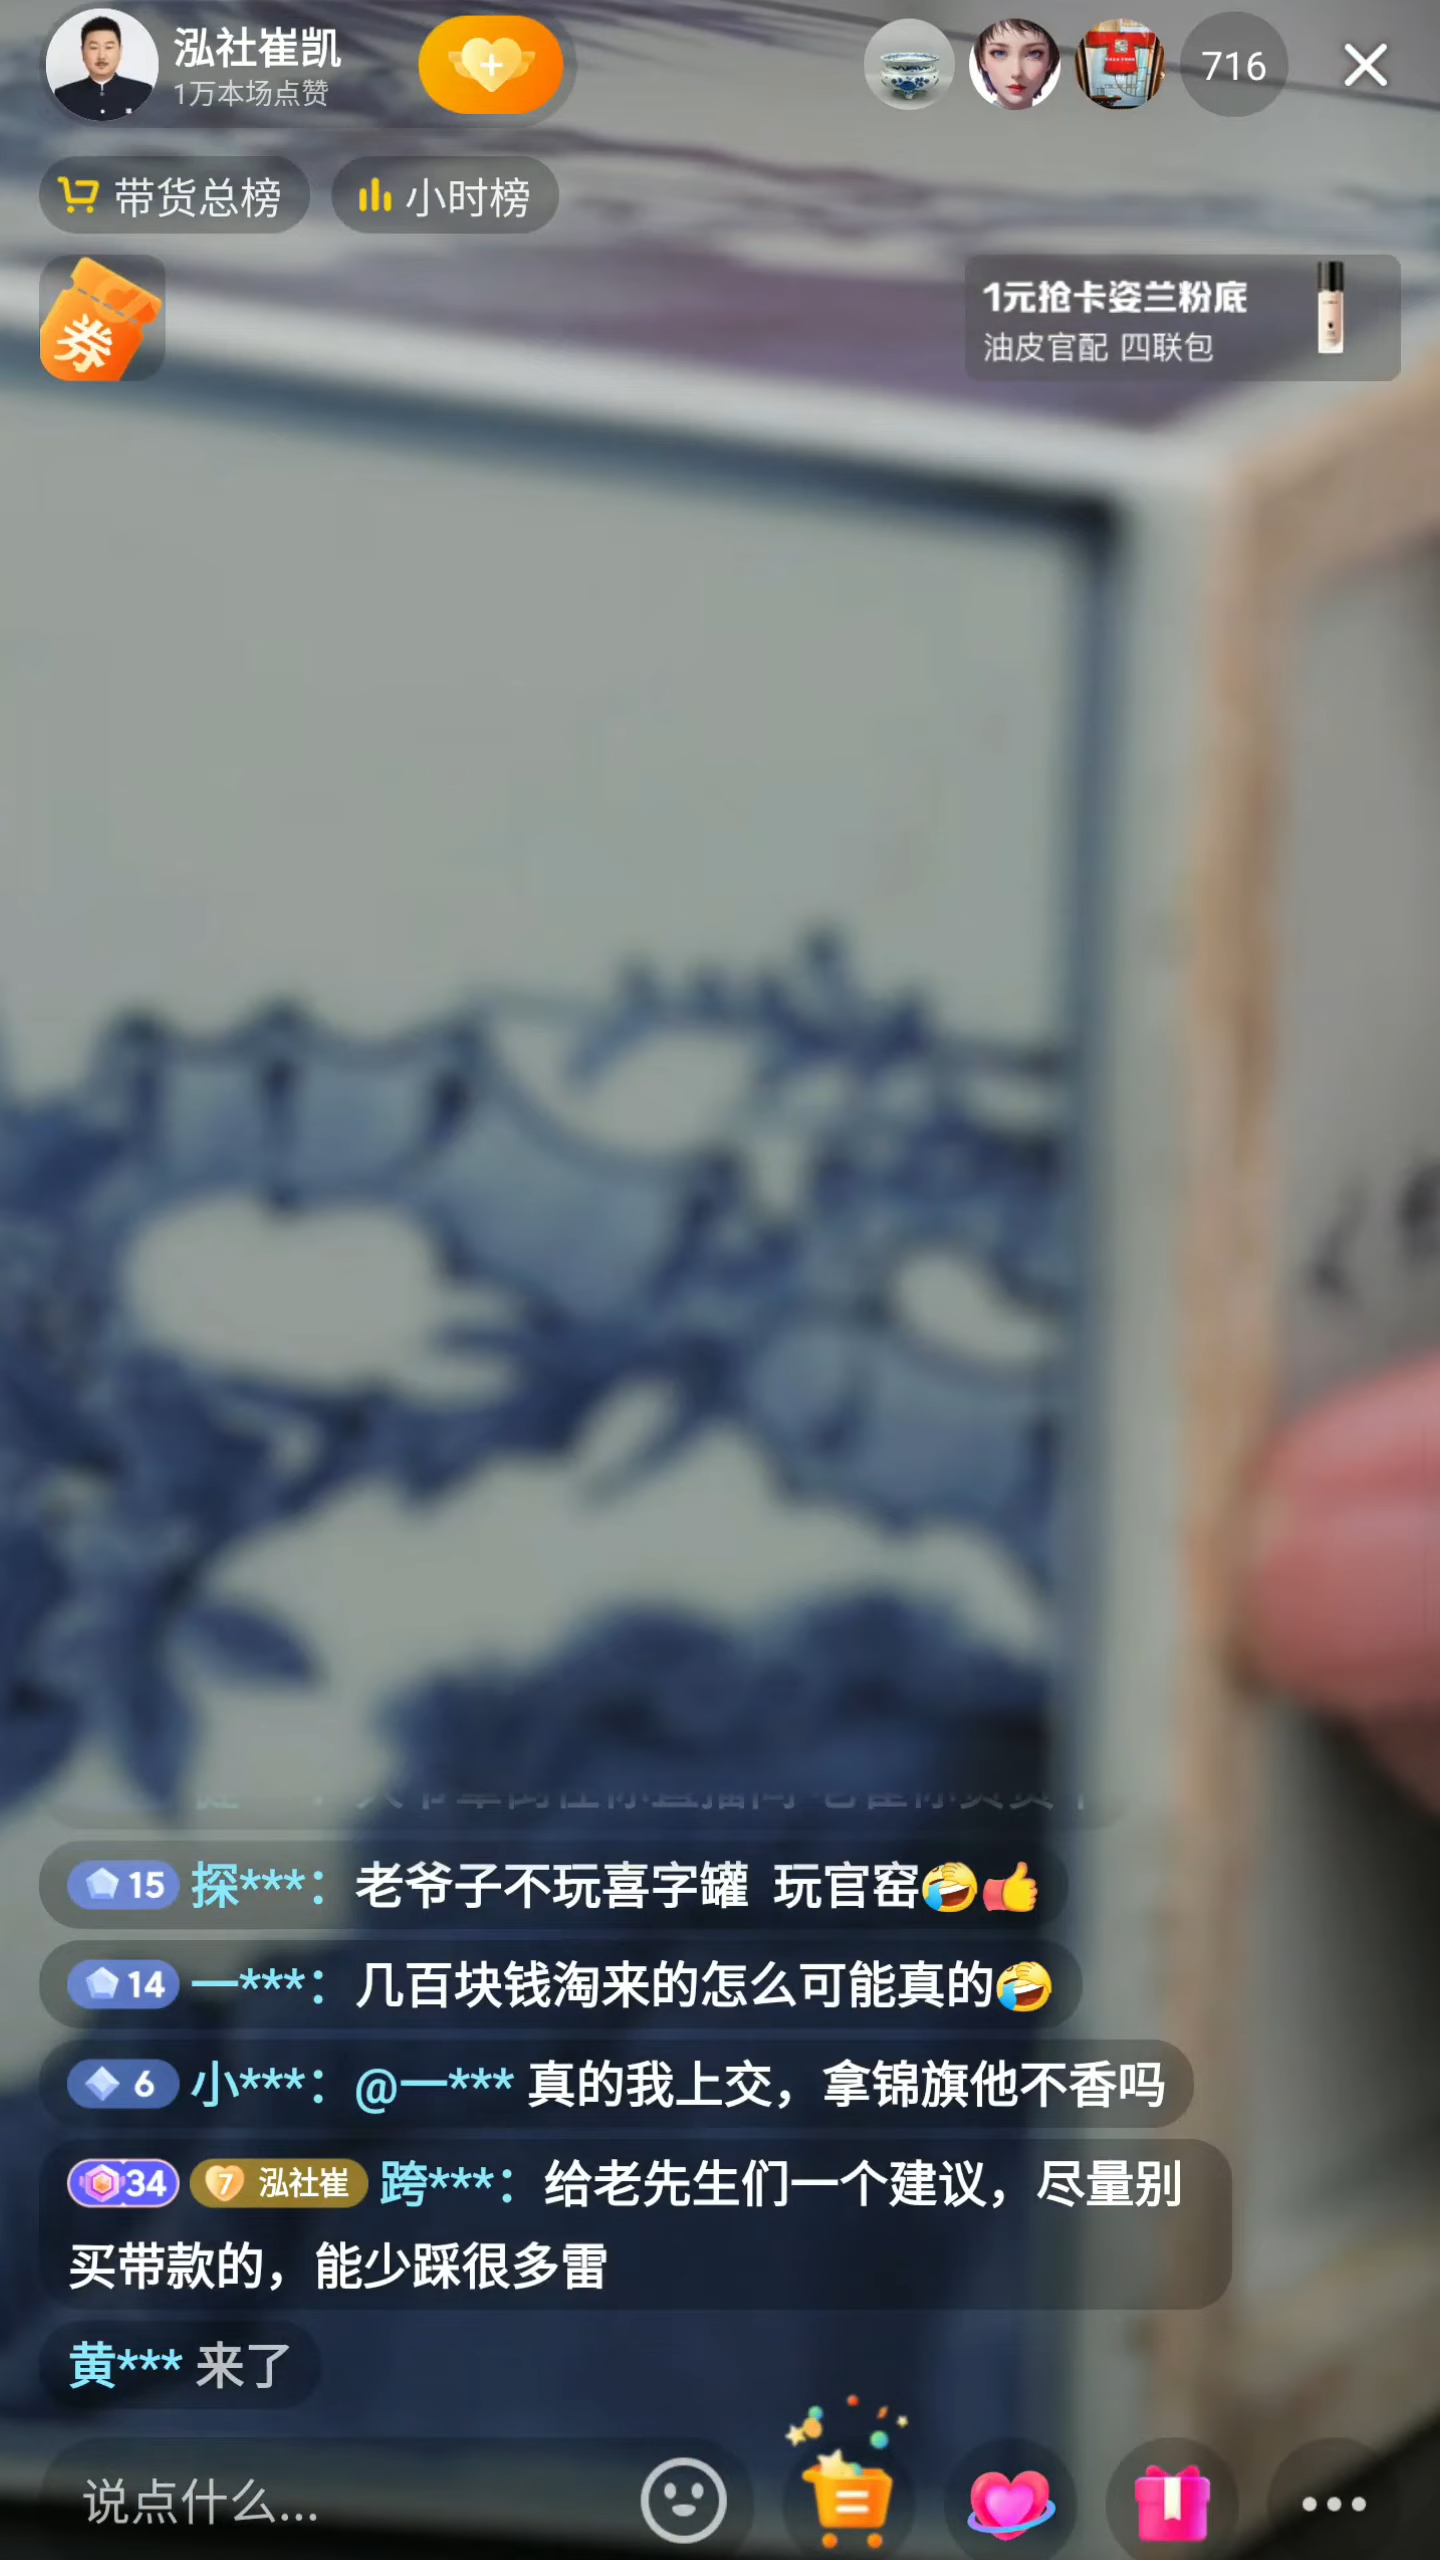 泓社崔凯
1万本场点赞
716
带货总榜
小时榜
券
1元抢卡姿兰粉底
油皮官配 四联包
15 探***：老爷子不玩喜字罐 玩官窑🤣👍
14 一***：几百块钱淘来的怎么可能真的🤣
6 小***：@一*** 真的我上交，拿锦旗他不香吗
34 7 泓社崔 跨***：给老先生们一个建议，尽量别
买带款的，能少踩很多雷
黄*** 来了
说点什么...